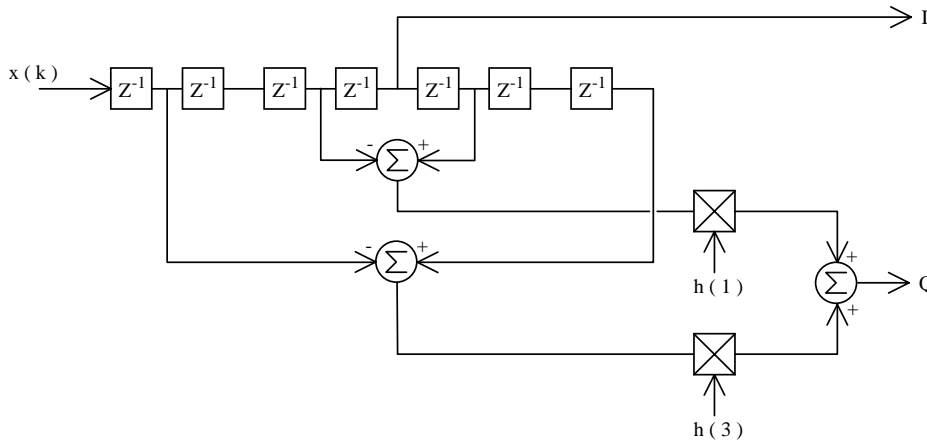 I
x ( k )
Z-1 Z-1 Z-1 Z-1 Z-1 Z-1 Z-1
- Σ +
- Σ +
h ( 1 )
+
Σ Q
+
h ( 3 )